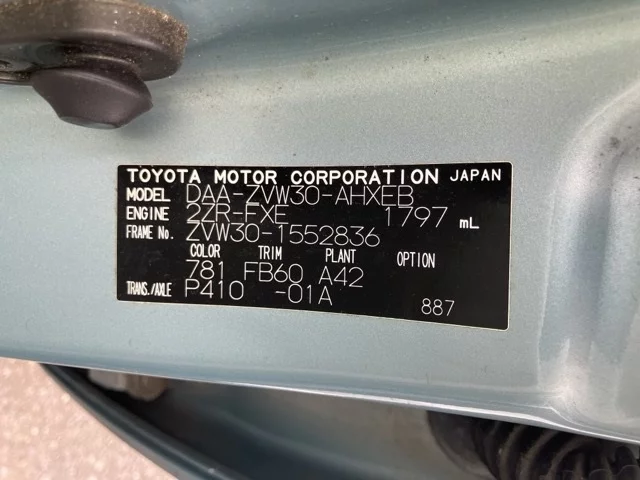 TOYOTA MOTOR CORPORATION JAPAN
MODEL DAA-ZVW30-AHXEB
ENGINE 2ZR-FXE 1797 mL
FRAME No. ZVW30-1552836
COLOR TRIM PLANT OPTION
781 FB60 A42
TRANS./AXLE P410 -01A
887